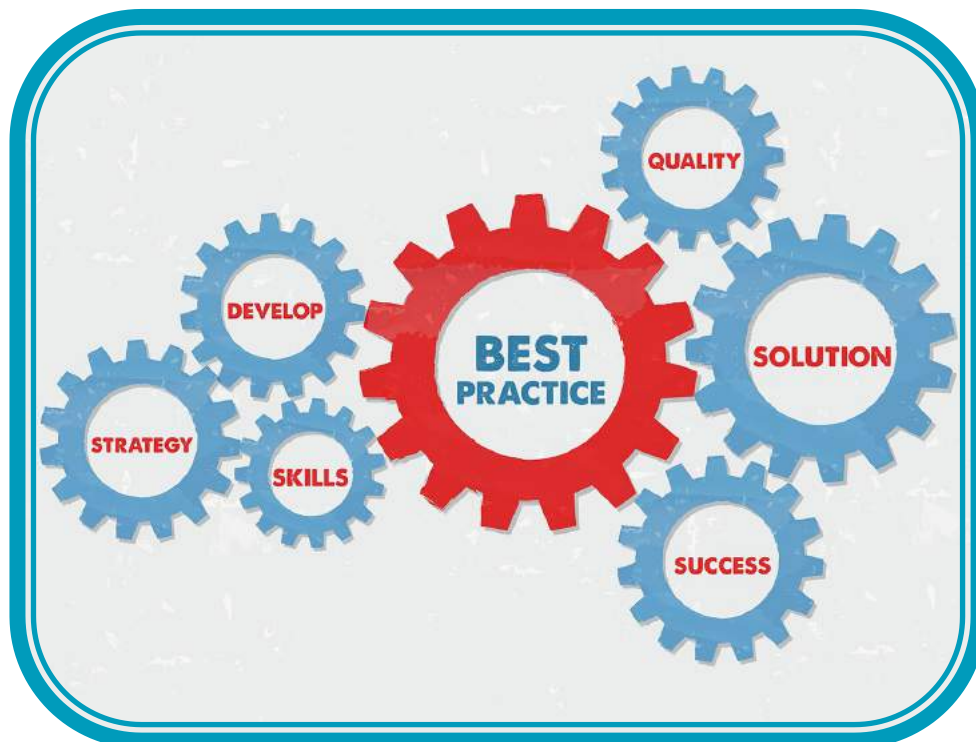 QUALITY
DEVELOP
BEST
PRACTICE
SOLUTION
STRATEGY
SKILLS
SUCCESS